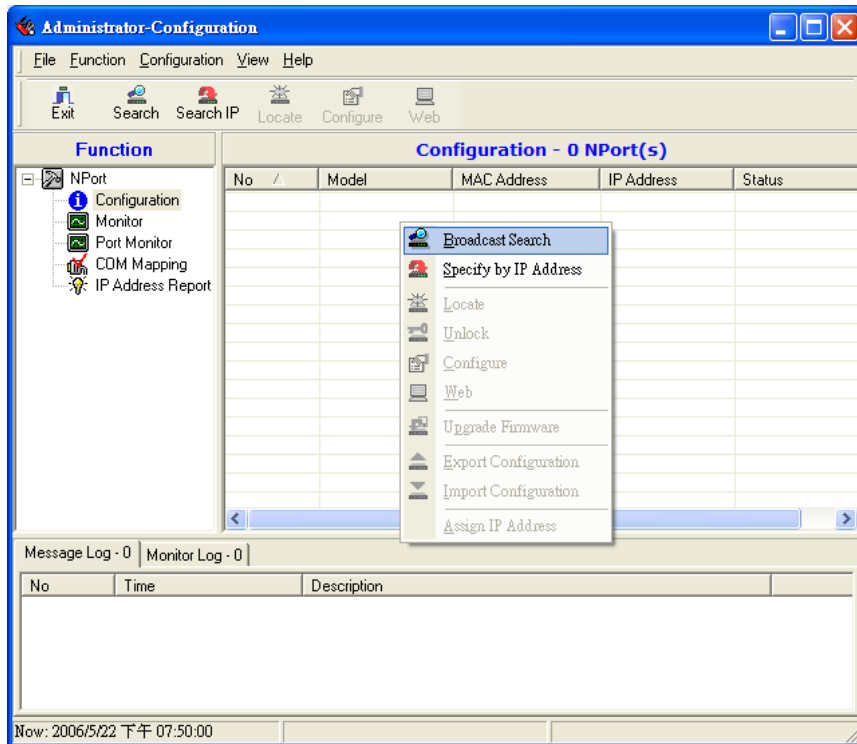 Administrator-Configuration
File Function Configuration View Help
Exit Search Search IP Locate Configure Web
Function
Configuration - 0 NPort(s)
NPort
Configuration
Monitor
Port Monitor
COM Mapping
IP Address Report
No Model MAC Address IP Address Status
Broadcast Search
Specify by IP Address
Locate
Unlock
Configure
Web
Upgrade Firmware
Export Configuration
Import Configuration
Assign IP Address
Message Log - 0 Monitor Log - 0
No Time Description
Now: 2006/5/22 下午 07:50:00